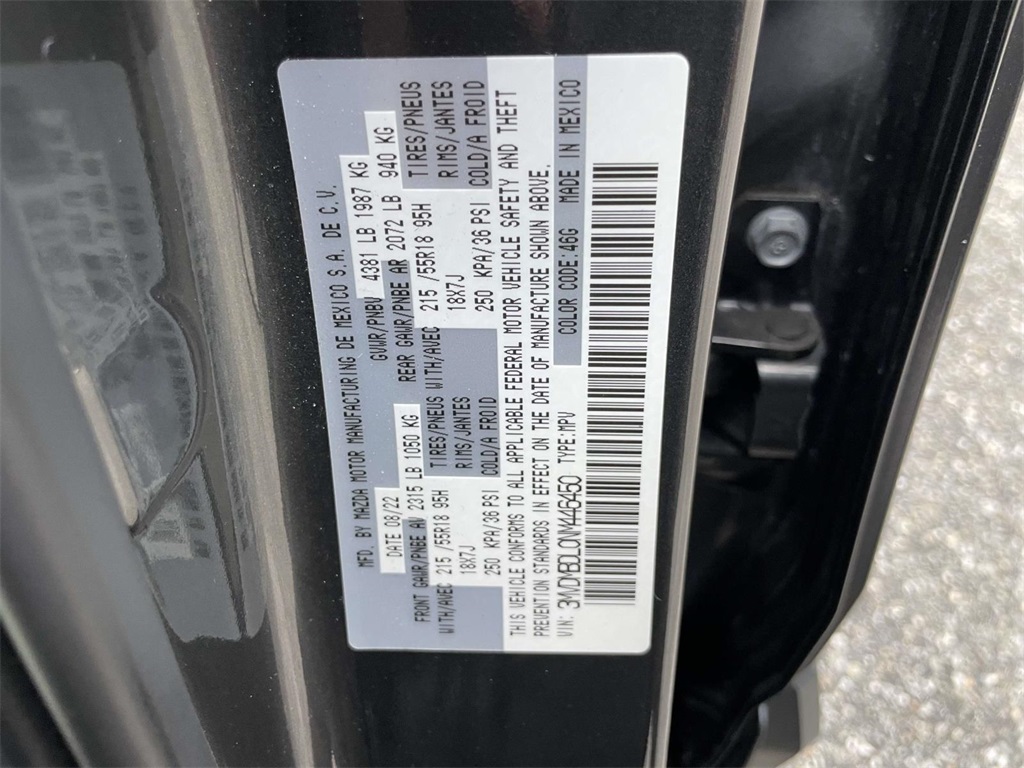 MFD. BY MAZDA MOTOR MANUFACTURING DE MEXICO S.A. DE C.V.
DATE 08/22 GVWR/PNBV 4381 LB 1987 KG
FRONT GAWR/PNBE AV 2315 LB 1050 KG REAR GAWR/PNBE AR 2072 LB 940 KG
WITH/AVEC 215 /55R18 95H TIRES/PNEUS WITH/AVEC 215 /55R18 95H TIRES/PNEUS
18X7J RIMS/JANTES 18X7J RIMS/JANTES
250 KPA/36 PSI COLD/A FROID 250 KPA/36 PSI COLD/A FROID
THIS VEHICLE CONFORMS TO ALL APPLICABLE FEDERAL MOTOR VEHICLE SAFETY AND THEFT
PREVENTION STANDARDS IN EFFECT ON THE DATE OF MANUFACTURE SHOWN ABOVE.
VIN: 3MVDMBDL0NM446450 TYPE:MPV COLOR CODE:46G MADE IN MEXICO